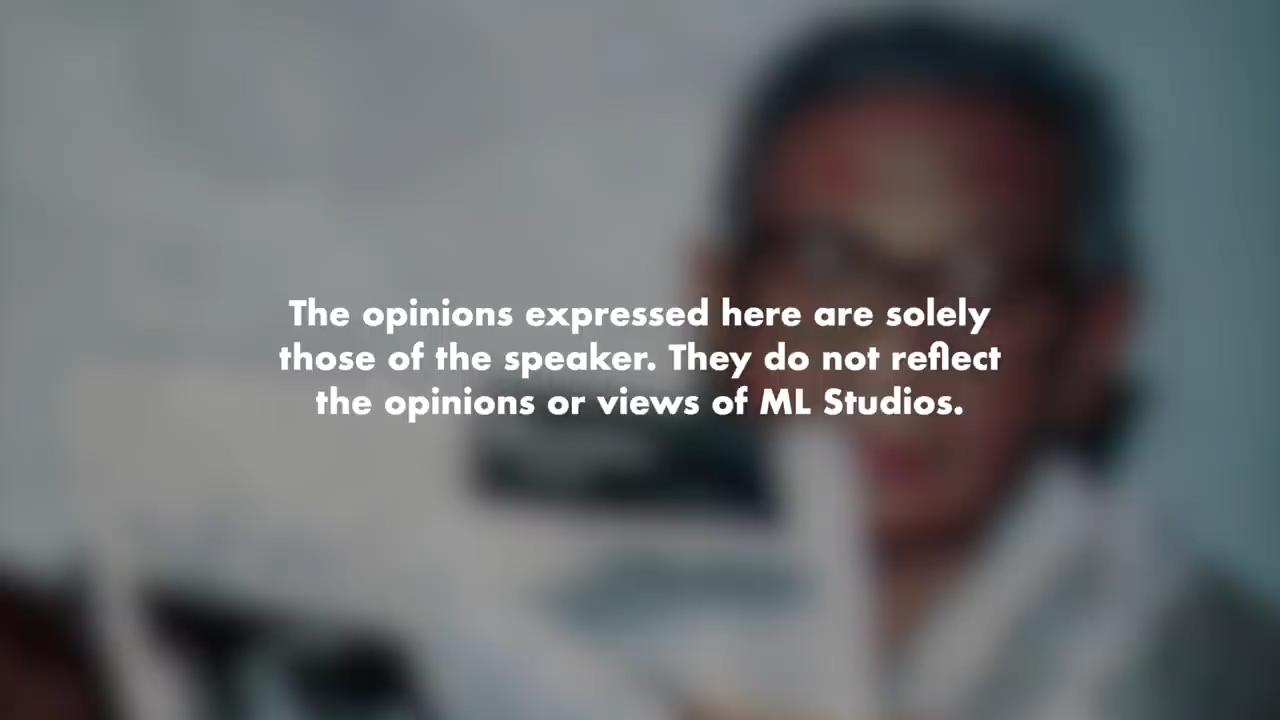 The opinions expressed here are solely
those of the speaker. They do not reflect
the opinions or views of ML Studios.